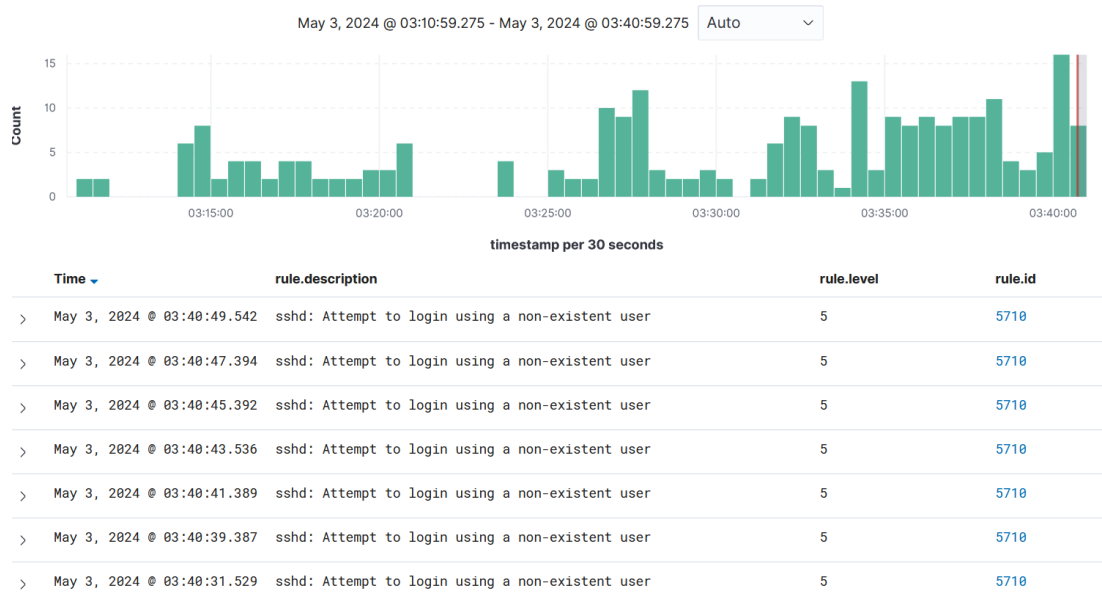 May 3, 2024 @ 03:10:59.275 - May 3, 2024 @ 03:40:59.275 Auto
15
10
5
0
Count
03:15:00 03:20:00 03:25:00 03:30:00 03:35:00 03:40:00
timestamp per 30 seconds
Time rule.description rule.level rule.id
May 3, 2024 @ 03:40:49.542 sshd: Attempt to login using a non-existent user 5 5710
May 3, 2024 @ 03:40:47.394 sshd: Attempt to login using a non-existent user 5 5710
May 3, 2024 @ 03:40:45.392 sshd: Attempt to login using a non-existent user 5 5710
May 3, 2024 @ 03:40:43.536 sshd: Attempt to login using a non-existent user 5 5710
May 3, 2024 @ 03:40:41.389 sshd: Attempt to login using a non-existent user 5 5710
May 3, 2024 @ 03:40:39.387 sshd: Attempt to login using a non-existent user 5 5710
May 3, 2024 @ 03:40:31.529 sshd: Attempt to login using a non-existent user 5 5710